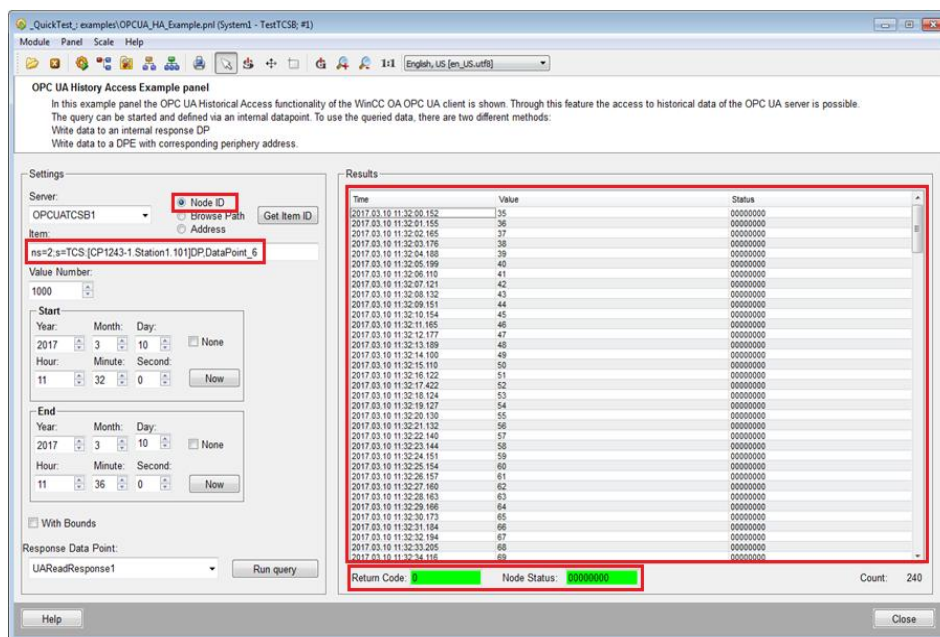 _QuickTest_: examples\OPCUA_HA_Example.pnl (System1 - TestTCSB; #1)
Module Panel Scale Help
1:1 English, US [en_US.utf8]
OPC UA History Access Example panel
In this example panel the OPC UA Historical Access functionality of the WinCC OA OPC UA client is shown. Through this feature the access to historical data of the OPC UA server is possible.
The query can be started and defined via an internal datapoint. To use the queried data, there are two different methods:
Write data to an internal response DP
Write data to a DPE with corresponding periphery address.
Settings
Server:
OPCUATCSB1
Node ID
Browse Path
Address
Get Item ID
Item:
ns=2;s=TCS:[CP1243-1.Station1.101]DP,DataPoint_6
Value Number:
1000
Start
Year: Month: Day:
2017 3 10 None
Hour: Minute: Second:
11 32 0 Now
End
Year: Month: Day:
2017 3 10 None
Hour: Minute: Second:
11 36 0 Now
With Bounds
Response Data Point:
UAReadResponse1 Run query
Results
Time Value Status
2017.03.10 11:32:00.152 35 00000000
2017.03.10 11:32:01.155 36 00000000
2017.03.10 11:32:02.165 37 00000000
2017.03.10 11:32:03.176 38 00000000
2017.03.10 11:32:04.188 39 00000000
2017.03.10 11:32:05.199 40 00000000
2017.03.10 11:32:06.110 41 00000000
2017.03.10 11:32:07.121 42 00000000
2017.03.10 11:32:08.132 43 00000000
2017.03.10 11:32:09.151 44 00000000
2017.03.10 11:32:10.154 45 00000000
2017.03.10 11:32:11.165 46 00000000
2017.03.10 11:32:12.177 47 00000000
2017.03.10 11:32:13.189 48 00000000
2017.03.10 11:32:14.100 49 00000000
2017.03.10 11:32:15.110 50 00000000
2017.03.10 11:32:16.122 51 00000000
2017.03.10 11:32:17.422 52 00000000
2017.03.10 11:32:18.124 53 00000000
2017.03.10 11:32:19.127 54 00000000
2017.03.10 11:32:20.130 55 00000000
2017.03.10 11:32:21.132 56 00000000
2017.03.10 11:32:22.140 57 00000000
2017.03.10 11:32:23.144 58 00000000
2017.03.10 11:32:24.151 59 00000000
2017.03.10 11:32:25.154 60 00000000
2017.03.10 11:32:26.157 61 00000000
2017.03.10 11:32:27.160 62 00000000
2017.03.10 11:32:28.163 63 00000000
2017.03.10 11:32:29.166 64 00000000
2017.03.10 11:32:30.173 65 00000000
2017.03.10 11:32:31.184 66 00000000
2017.03.10 11:32:32.194 67 00000000
2017.03.10 11:32:33.205 68 00000000
2017.03.10 11:32:34.116 69 00000000
Return Code: 0 Node Status: 00000000 Count: 240
Help Close